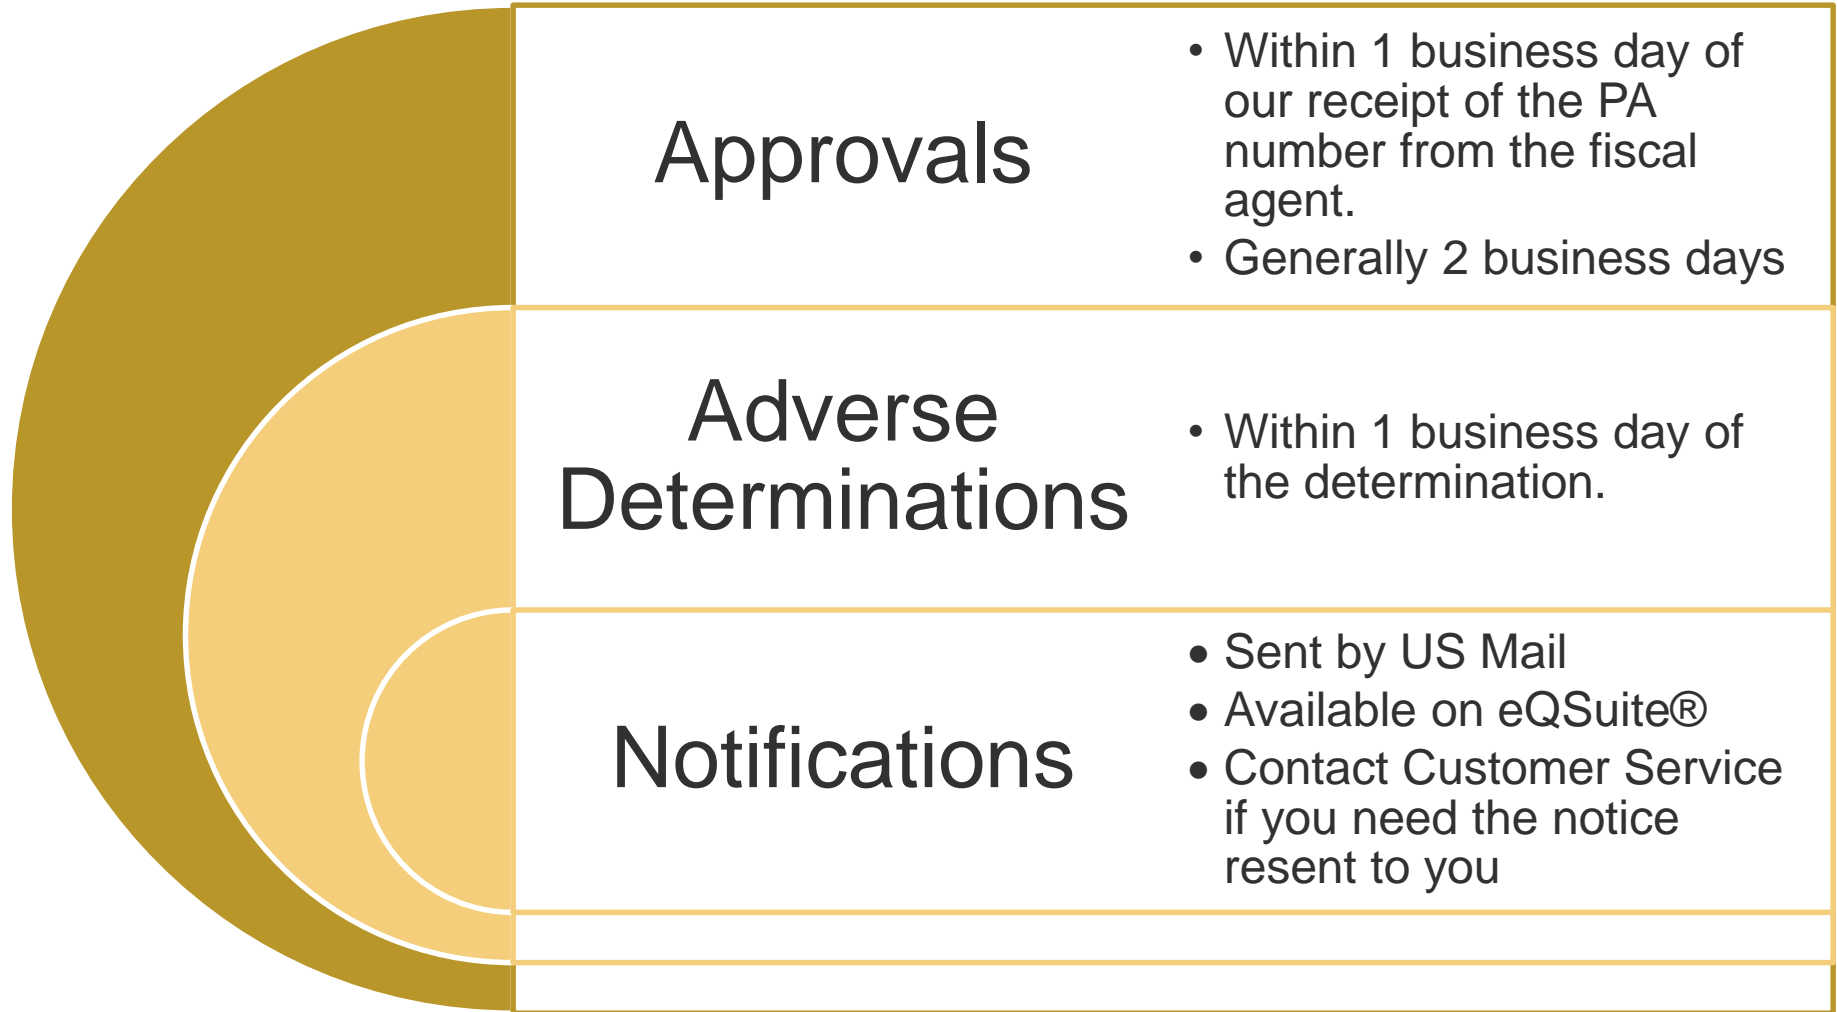 Approvals
• Within 1 business day of
our receipt of the PA
number from the fiscal
agent.
• Generally 2 business days
Adverse
Determinations
• Within 1 business day of
the determination.
Notifications
• Sent by US Mail
• Available on eQSuite®
• Contact Customer Service
if you need the notice
resent to you